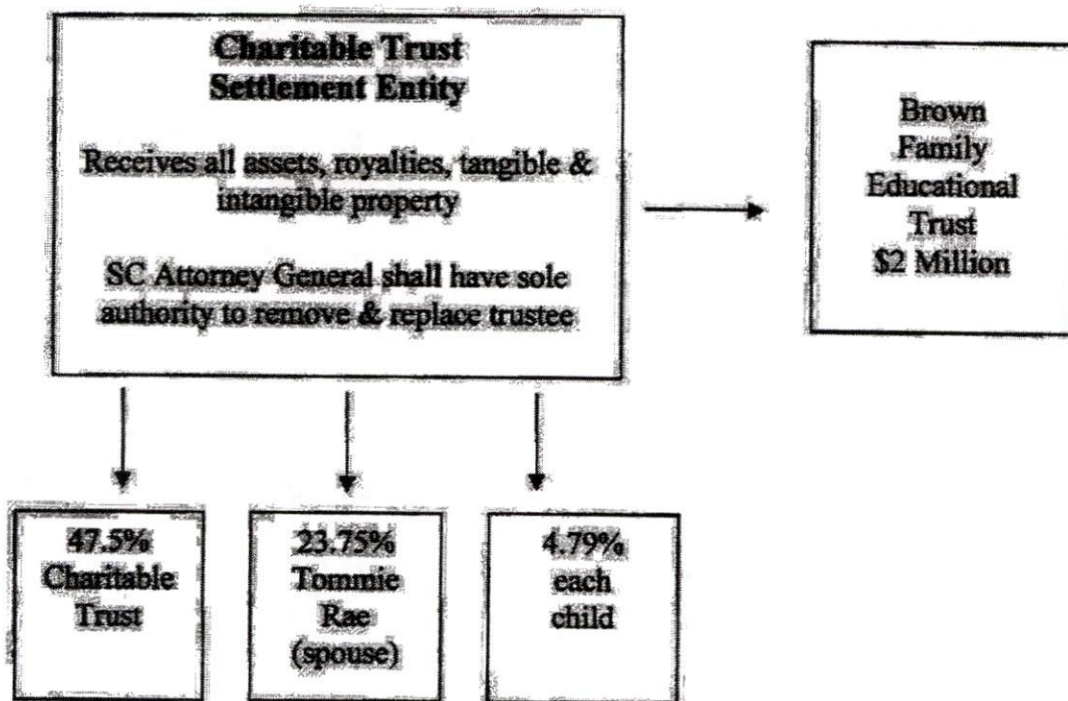 Charitable Trust
Settlement Entity
Receives all assets, royalties, tangible &
intangible property
SC Attorney General shall have sole
authority to remove & replace trustee
Brown
Family
Educational
Trust
$2 Million
47.5%
Charitable
Trust
23.75%
Tommie
Rae
(spouse)
4.79%
each
child